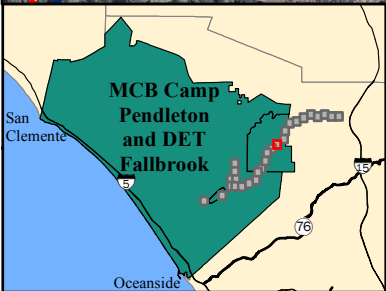 MCB Camp
Pendleton
and DET
Fallbrook
San
Clemente
5
15
76
Oceanside